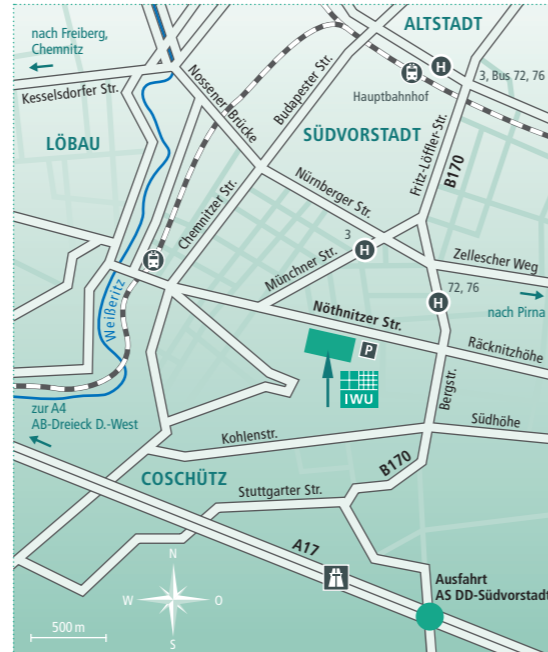 ALTSTADT
nach Freiberg,
Chemnitz
H
3, Bus 72, 76
Kesselsdorfer Str.
Nossener Brücke
Budapester Str.
Hauptbahnhof
LÖBAU
SÜDVORSTADT
Fritz-Löffler-Str.
B170
Nürnberger Str.
Chemnitzer Str.
3
H
Münchner Str.
Zellescher Weg
Weißeritz
72, 76
H
nach Pirna
Nöthnitzer Str.
P
Räcknitzhöhe
IWU
Bergstr.
zur A4
AB-Dreieck D.-West
Südhöhe
Kohlenstr.
COSCHÜTZ
B170
Stuttgarter Str.
A17
N
W
O
S
Ausfahrt
AS DD-Südvorstadt
500 m